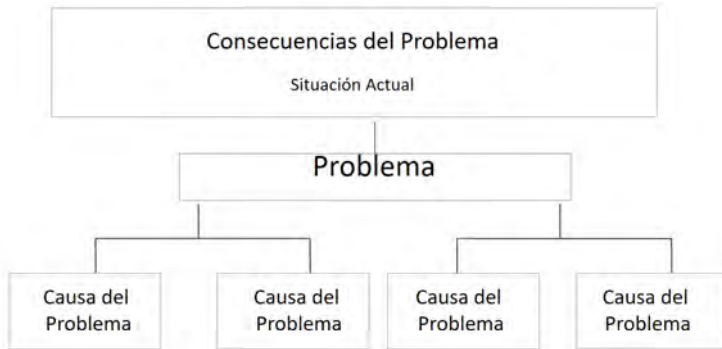 Consecuencias del Problema
Situación Actual
Problema
Causa del
Problema
Causa del
Problema
Causa del
Problema
Causa del
Problema